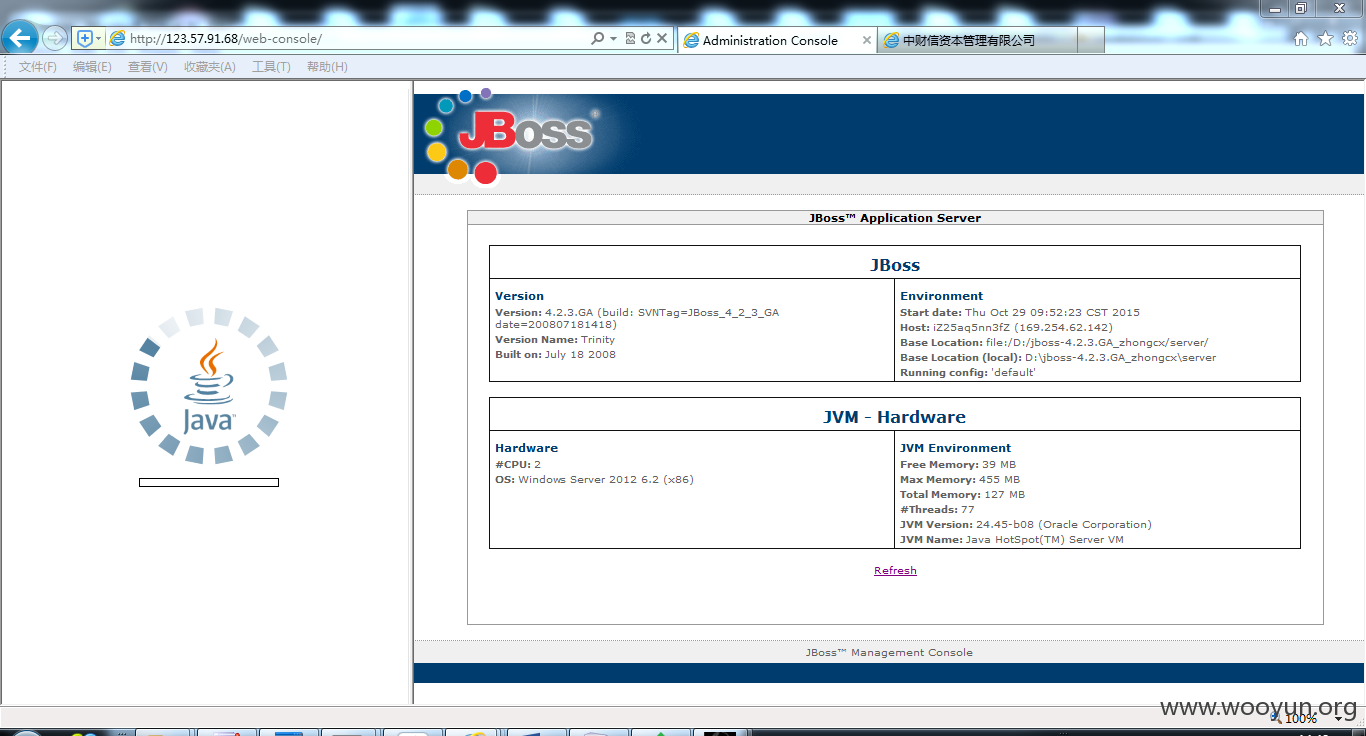 http://123.57.91.68/web-console/
Administration Console
中财信资本管理有限公司
文件(F) 编辑(E) 查看(V) 收藏夹(A) 工具(T) 帮助(H)
JBoss®
Java™
JBoss™ Application Server
JBoss
Version
Version: 4.2.3.GA (build: SVNTag=JBoss_4_2_3_GA
date=200807181418)
Version Name: Trinity
Built on: July 18 2008
Environment
Start date: Thu Oct 29 09:52:23 CST 2015
Host: iZ25aq5nn3fZ (169.254.62.142)
Base Location: file:/D:/jboss-4.2.3.GA_zhongcx/server/
Base Location (local): D:\jboss-4.2.3.GA_zhongcx\server
Running config: 'default'
JVM - Hardware
Hardware
#CPU: 2
OS: Windows Server 2012 6.2 (x86)
JVM Environment
Free Memory: 39 MB
Max Memory: 455 MB
Total Memory: 127 MB
#Threads: 77
JVM Version: 24.45-b08 (Oracle Corporation)
JVM Name: Java HotSpot(TM) Server VM
Refresh
JBoss™ Management Console
www.wooyun.org
100%